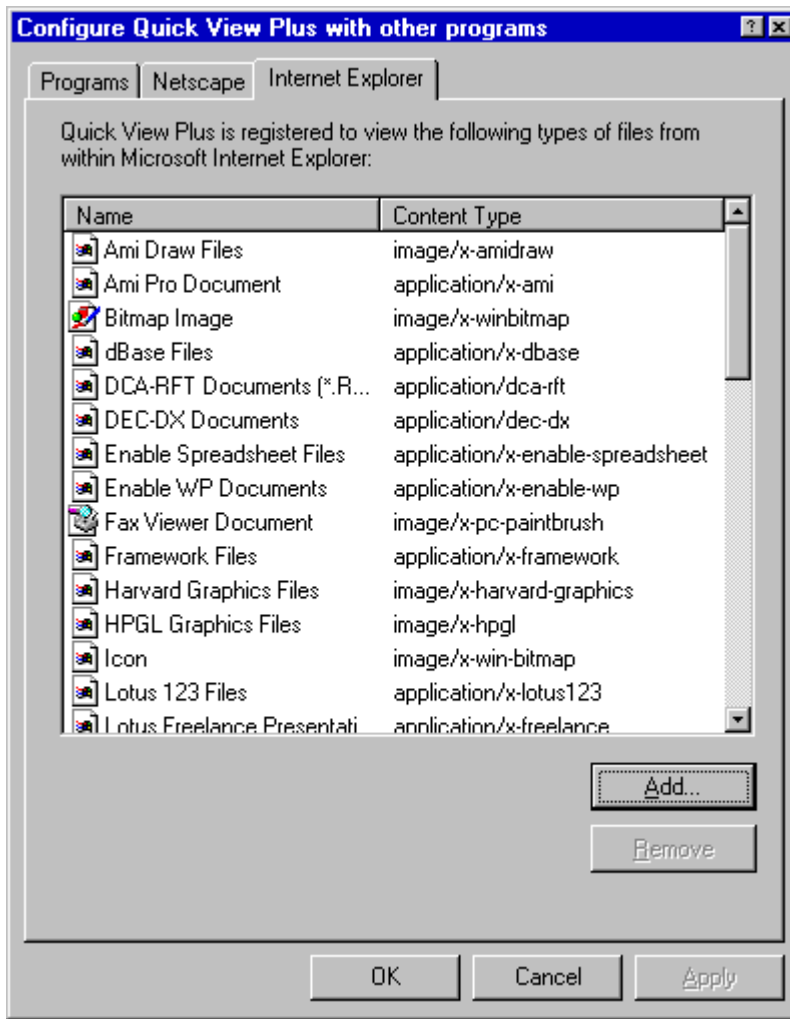 Configure Quick View Plus with other programs
Programs Netscape Internet Explorer
Quick View Plus is registered to view the following types of files from
within Microsoft Internet Explorer:
Name Content Type
Ami Draw Files image/x-amidraw
Ami Pro Document application/x-ami
Bitmap Image image/x-winbitmap
dBase Files application/x-dbase
DCA-RFT Documents (*.R... application/dca-rft
DEC-DX Documents application/dec-dx
Enable Spreadsheet Files application/x-enable-spreadsheet
Enable WP Documents application/x-enable-wp
Fax Viewer Document image/x-pc-paintbrush
Framework Files application/x-framework
Harvard Graphics Files image/x-harvard-graphics
HPGL Graphics Files image/x-hpgl
Icon image/x-win-bitmap
Lotus 123 Files application/x-lotus123
Lotus Freelance Presentati application/x-freelance
Add...
Remove
OK Cancel Apply